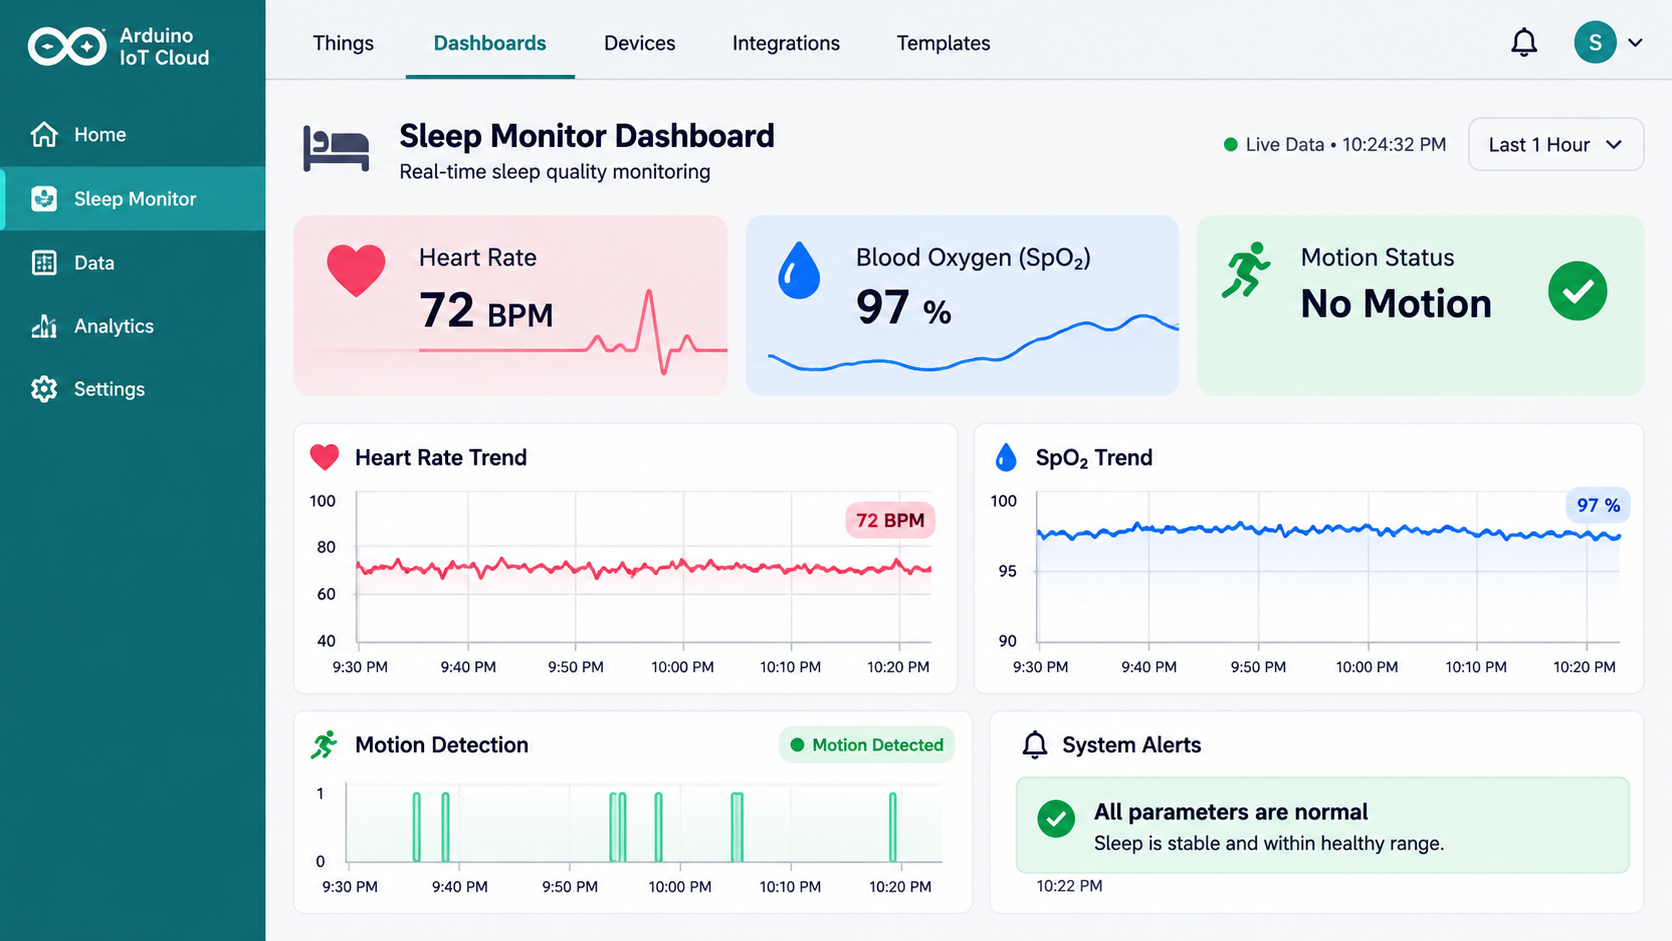 Arduino
IoT Cloud
Things
Dashboards
Devices
Integrations
Templates
S
Home
Sleep Monitor
Data
Analytics
Settings
Sleep Monitor Dashboard
Real-time sleep quality monitoring
Live Data • 10:24:32 PM
Last 1 Hour
Heart Rate
72 BPM
Blood Oxygen (SpO₂)
97 %
Motion Status
No Motion
Heart Rate Trend
72 BPM
100
80
60
40
9:30 PM 9:40 PM 9:50 PM 10:00 PM 10:10 PM 10:20 PM
SpO₂ Trend
97 %
100
95
90
9:30 PM 9:40 PM 9:50 PM 10:00 PM 10:10 PM 10:20 PM
Motion Detection
Motion Detected
1
0
9:30 PM 9:40 PM 9:50 PM 10:00 PM 10:10 PM 10:20 PM
System Alerts
All parameters are normal
Sleep is stable and within healthy range.
10:22 PM